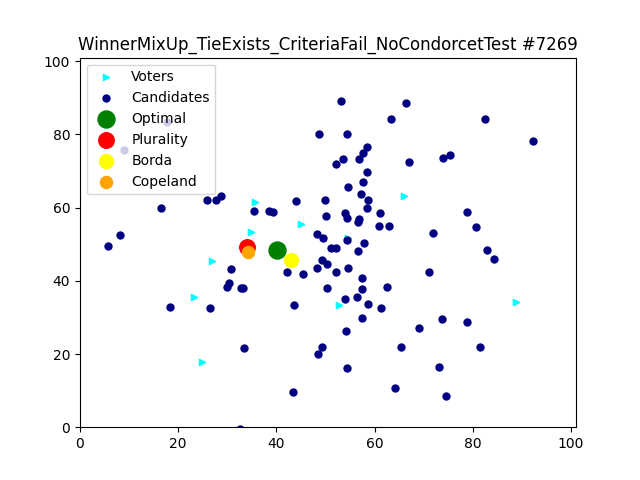 WinnerMixUp_TieExists_CriteriaFail_NoCondorcetTest #7269
100
80
60
40
20
0
Voters
Candidates
Optimal
Plurality
Borda
Copeland
0 20 40 60 80 100